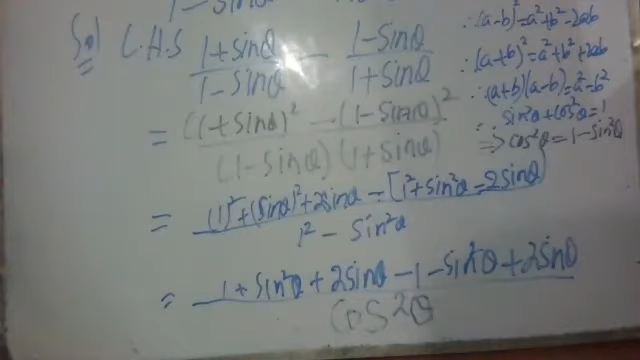 1 - sinθ
Sol L.H.S (1+sinθ)/(1-sinθ) - (1-Sinθ)/(1+sinθ)
= ((1+sinθ)² - (1-sinθ)²)/((1-sinθ)(1+sinθ))
= ((1)²+(sinθ)²+2sinθ - [1²+sin²θ-2sinθ])/(1² - sin²θ)
= (1+sin²θ+2sinθ-1-sin²θ+2sinθ)/(Cos²θ)
∵(a-b)²=a²+b²-2ab
∵(a+b)²=a²+b²+2ab
∵(a+b)(a-b)=a²-b²
∵ sin²θ+cos²θ=1
⇒cos²θ=1-sin²θ